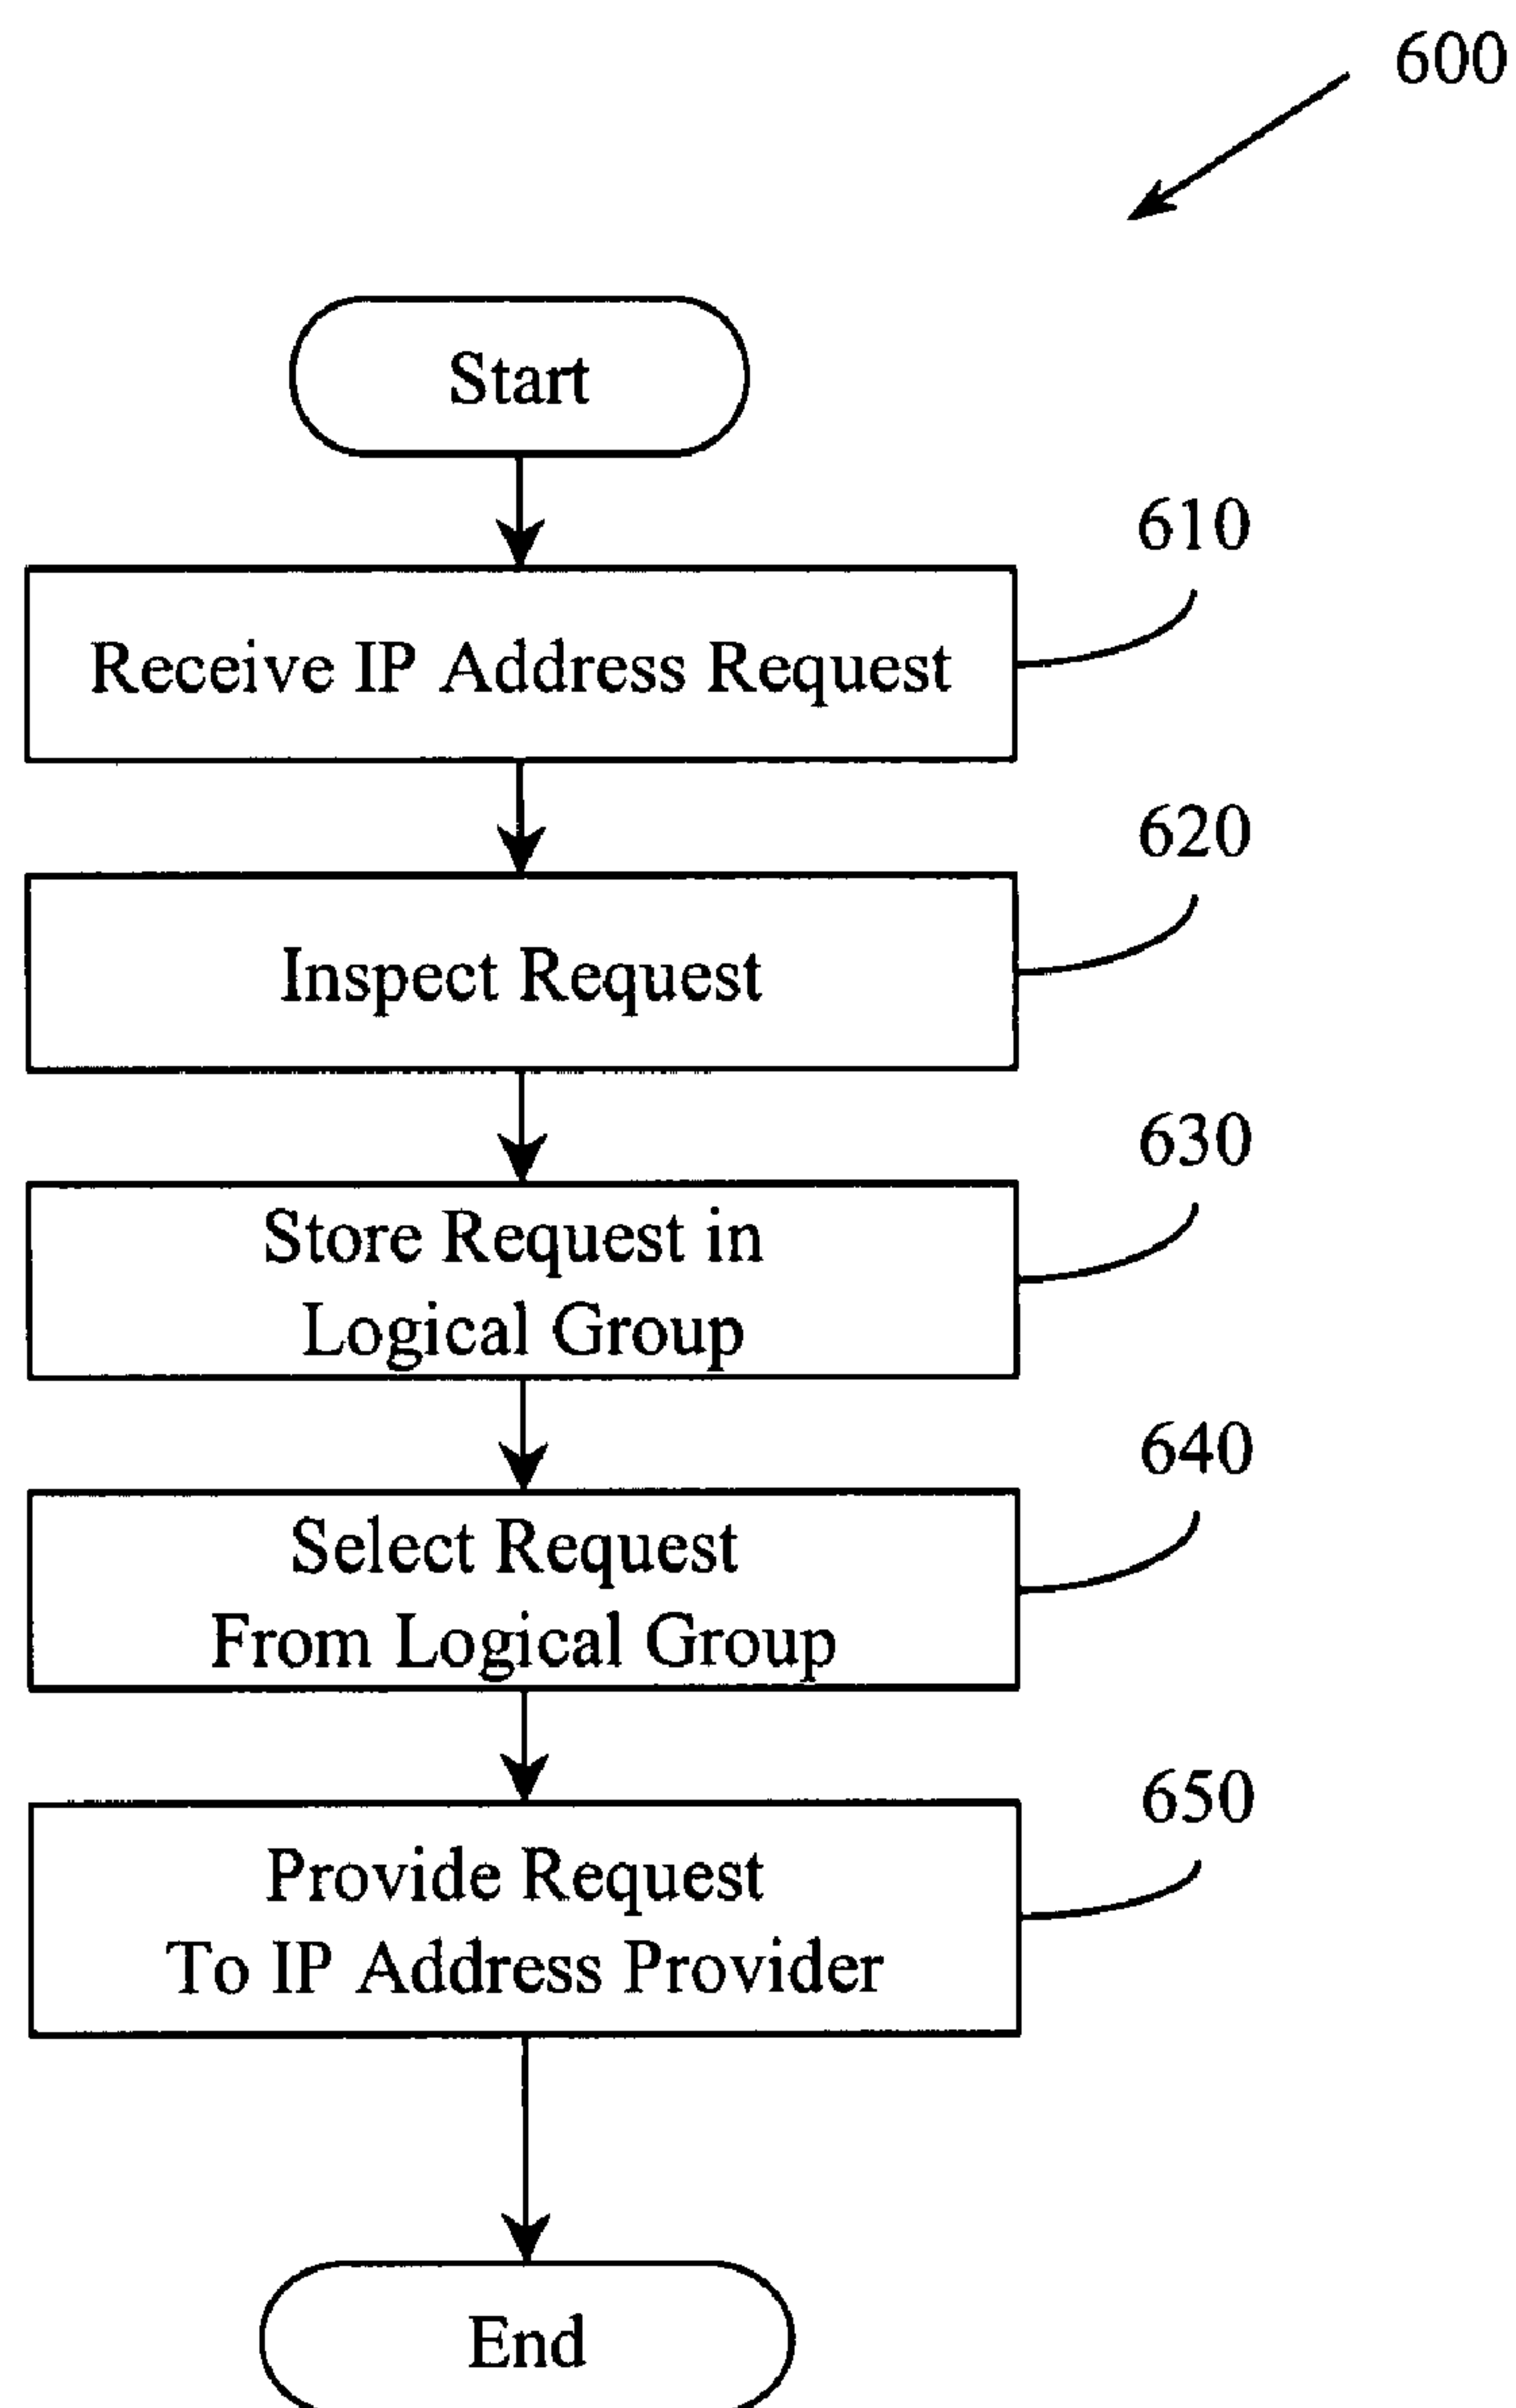 600
Start
610
Receive IP Address Request
620
Inspect Request
630
Store Request in
Logical Group
640
Select Request
From Logical Group
650
Provide Request
To IP Address Provider
End